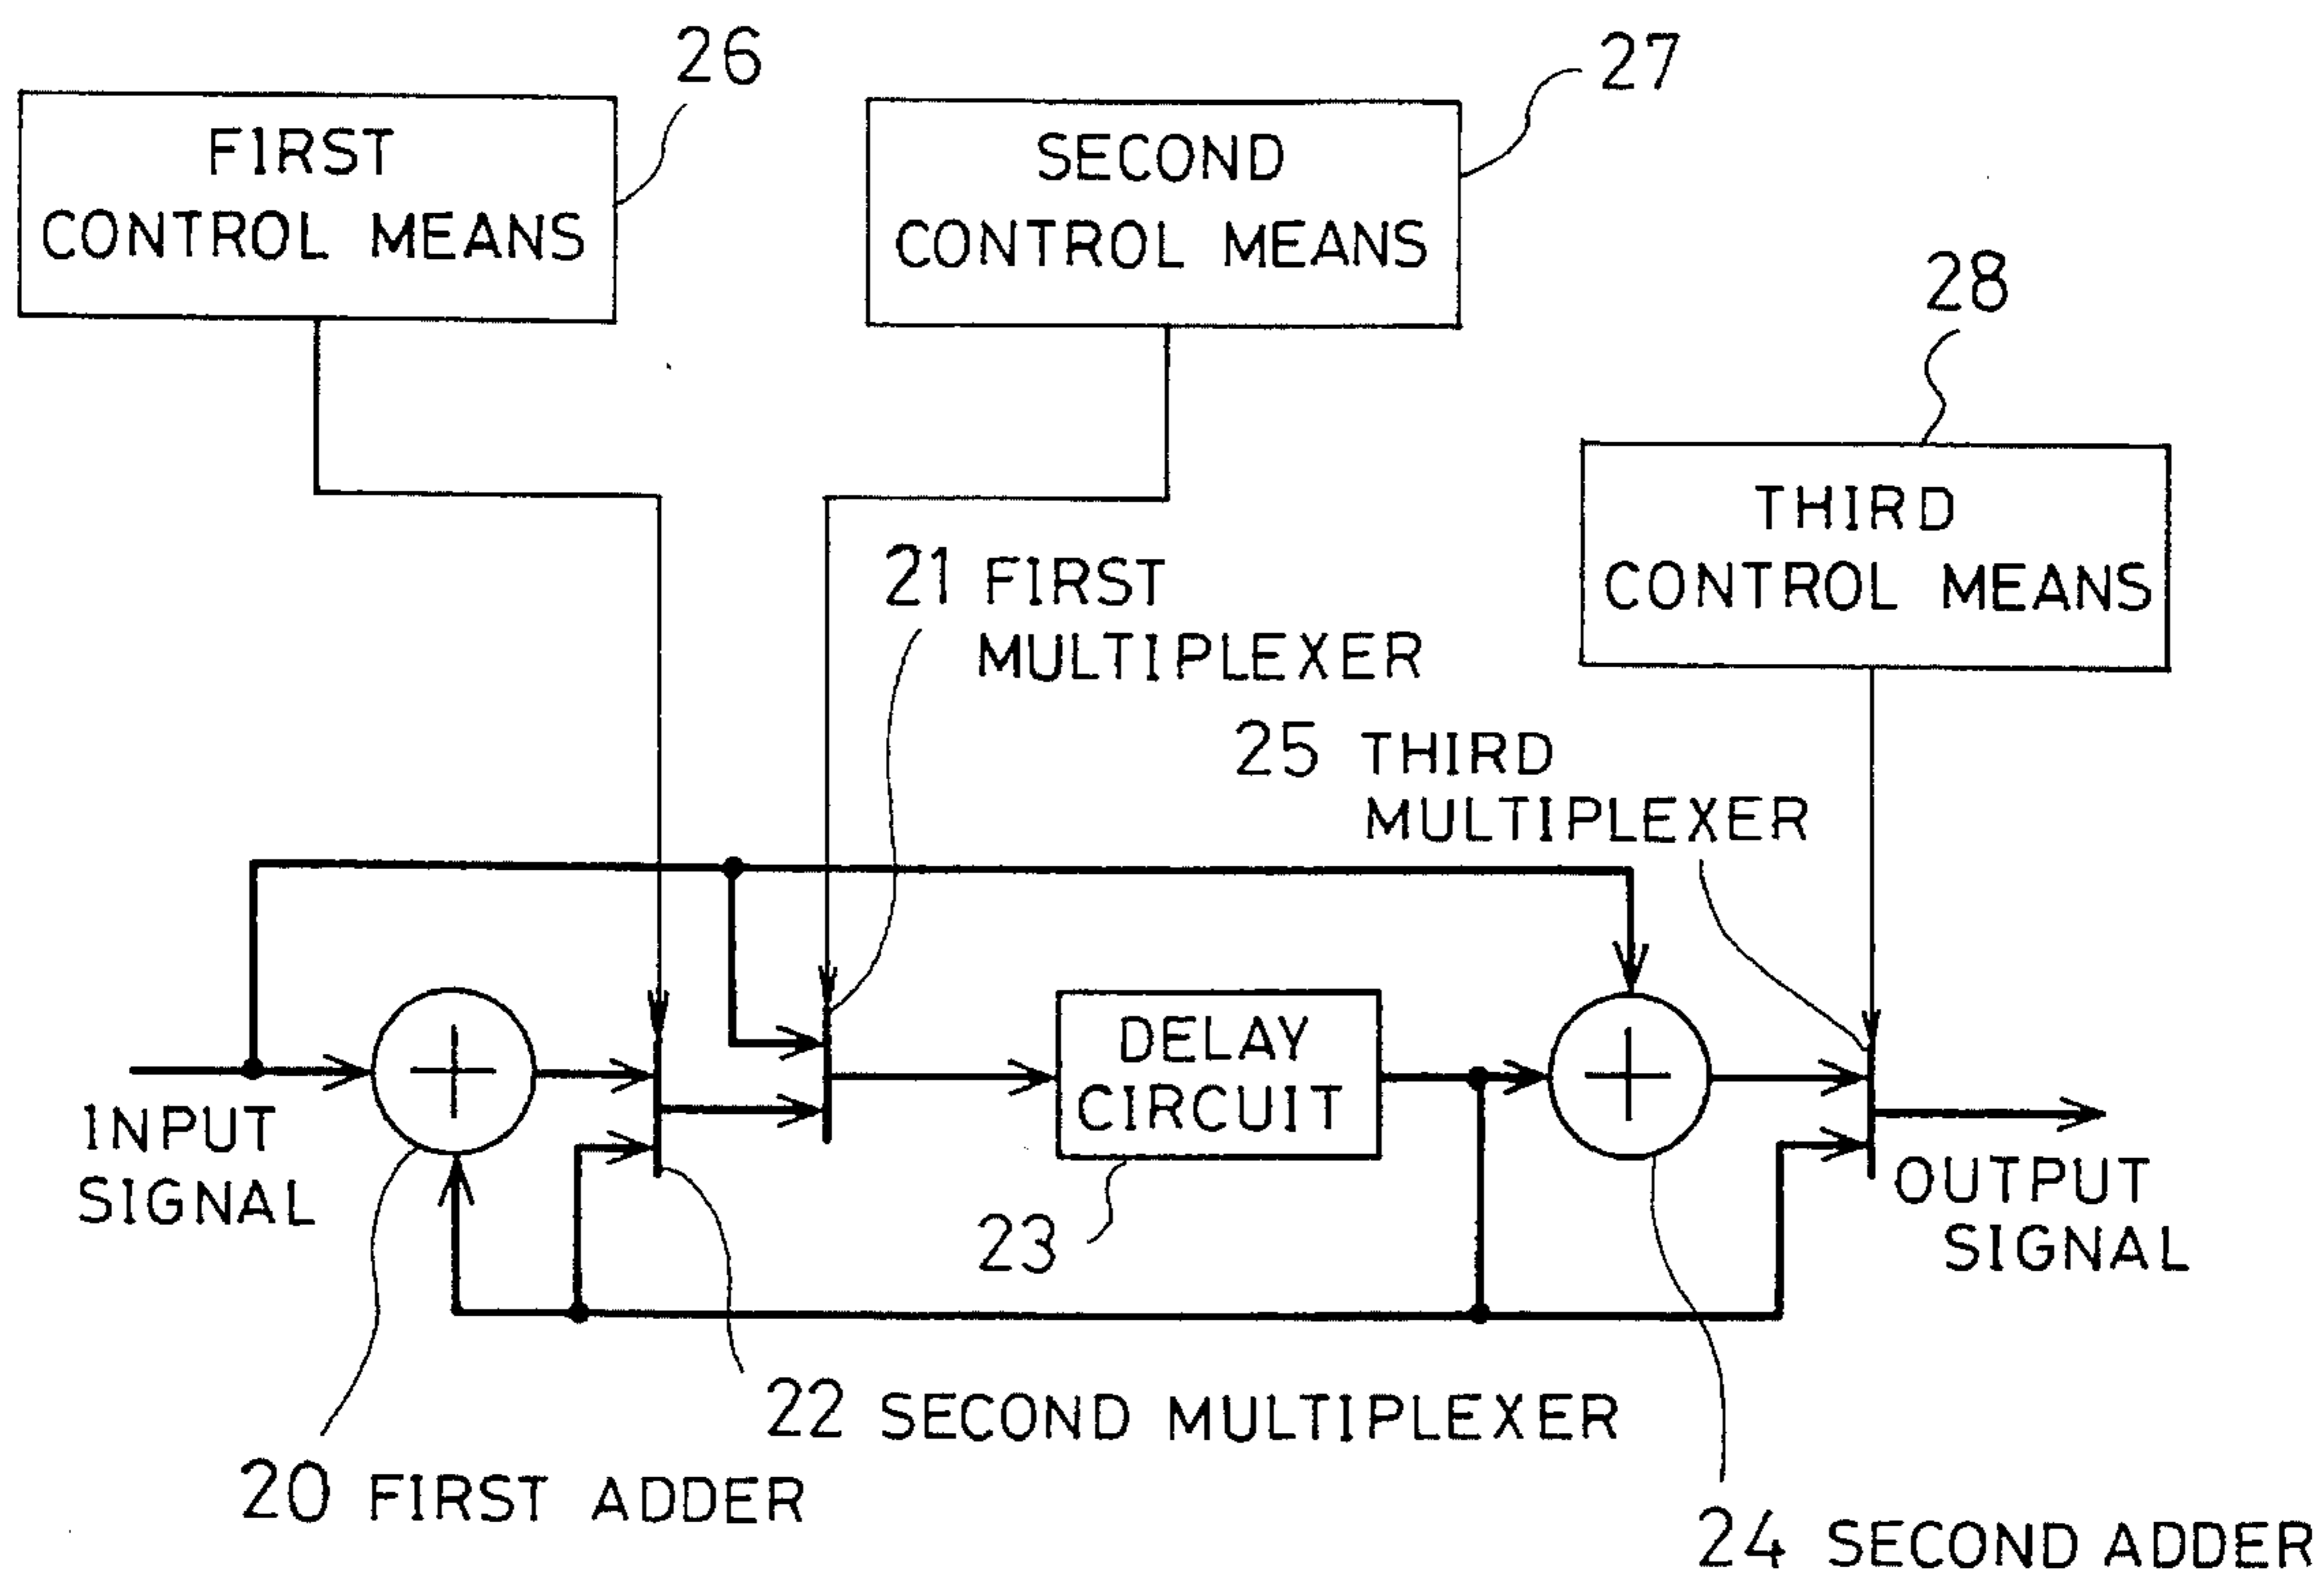 26
27
FIRST
CONTROL MEANS
SECOND
CONTROL MEANS
28
THIRD
CONTROL MEANS
21 FIRST
MULTIPLEXER
25 THIRD
MULTIPLEXER
DELAY
CIRCUIT
INPUT
SIGNAL
OUTPUT
SIGNAL
23
22 SECOND MULTIPLEXER
20 FIRST ADDER
24 SECOND ADDER